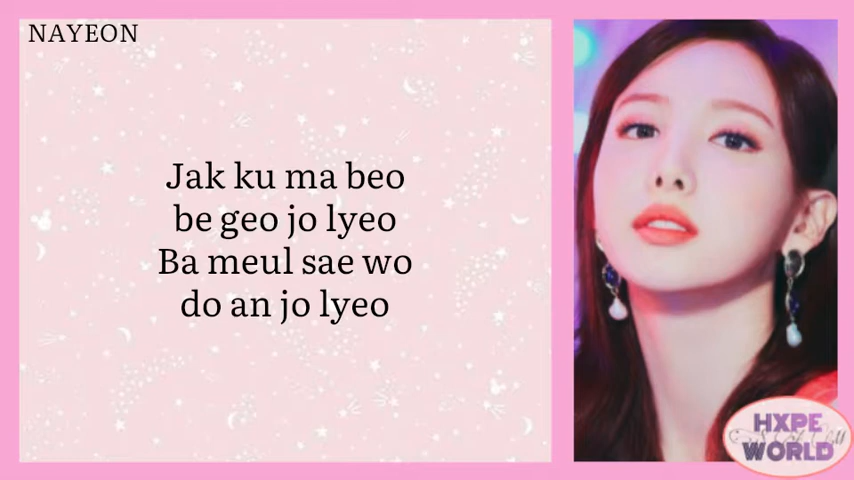 NAYEON
Jak ku ma beo
be geo jo lyeo
Ba meul sae wo
do an jo lyeo
HXPE
WORLD